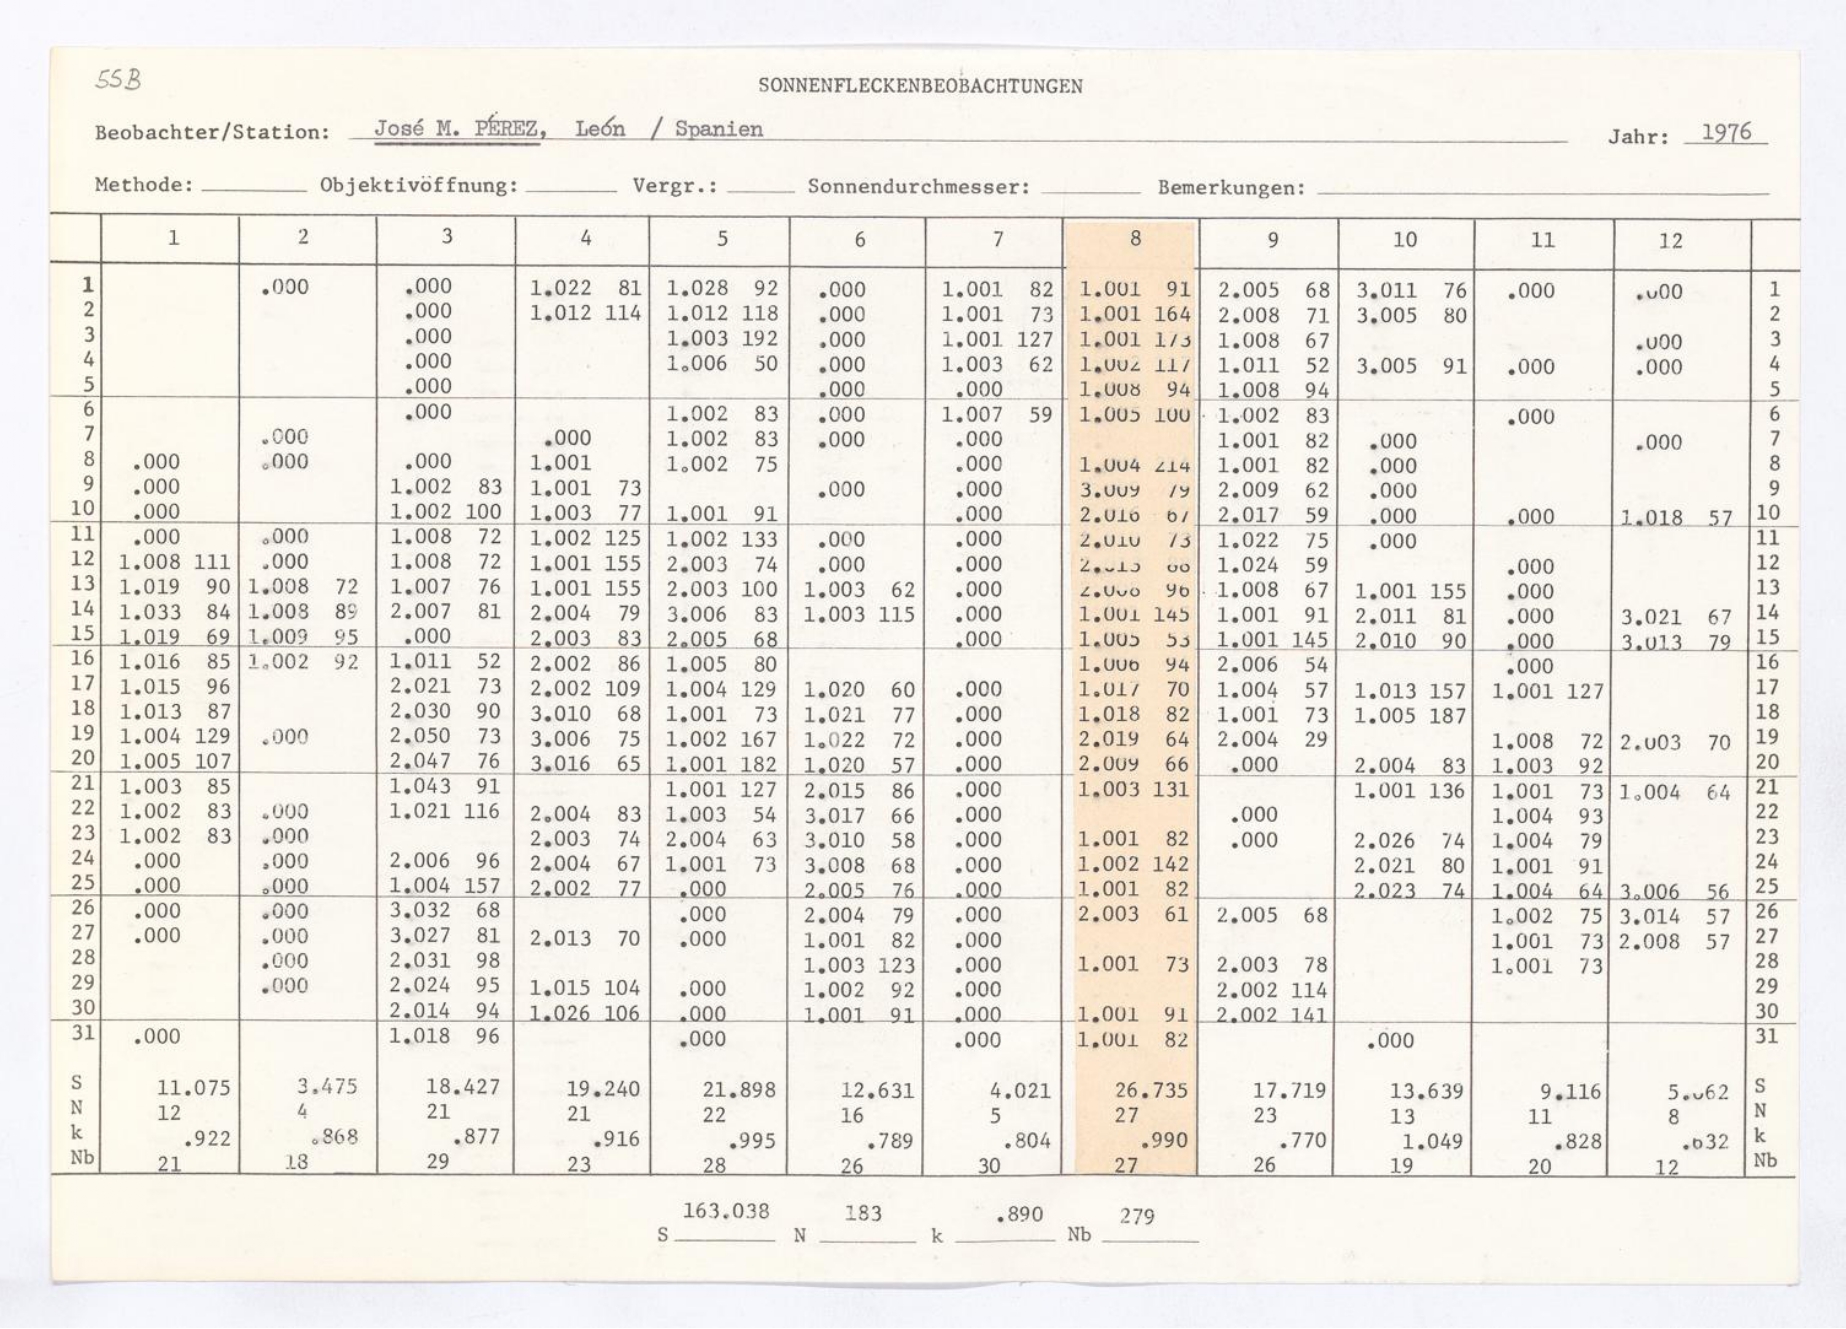 SSB
SONNENFLECKENBEOBACHTUNGEN
Beobachter/Station: José M. PÉREZ, León / Spanien Jahr: 1976
Methode: Objektivöffnung: Vergr.: Sonnendurchmesser: Bemerkungen:
1 2 3 4 5 6 7 8 9 10 11 12
1 .000 .000 1.022 81 1.028 92 .000 1.001 82 1.001 91 2.005 68 3.011 76 .000 .000 1
2 .000 1.012 114 1.012 118 .000 1.001 73 1.001 164 2.008 71 3.005 80 2
3 .000 1.003 192 .000 1.001 127 1.001 173 1.008 67 .000 3
4 .000 1.006 50 .000 1.003 62 1.002 117 1.011 52 3.005 91 .000 .000 4
5 .000 .000 .000 1.008 94 1.008 94 5
6 .000 1.002 83 .000 1.007 59 1.005 100 1.002 83 .000 6
7 .000 .000 1.002 83 .000 .000 1.001 82 .000 .000 7
8 .000 .000 .000 1.001 1.002 75 .000 1.004 214 1.001 82 .000 8
9 .000 1.002 83 1.001 73 .000 .000 3.009 79 2.009 62 .000 9
10 .000 1.002 100 1.003 77 1.001 91 .000 2.016 67 2.017 59 .000 .000 1.018 57 10
11 .000 .000 1.008 72 1.002 125 1.002 133 .000 .000 73 1.022 75 .000 11
12 1.008 111 .000 1.008 72 1.001 155 2.003 74 .000 .000 1.024 59 .000 12
13 1.019 90 1.008 72 1.007 76 1.001 155 2.003 100 1.003 62 .000 96 1.008 67 1.001 155 .000 13
14 1.033 84 1.008 89 2.007 81 2.004 79 3.006 83 1.003 115 .000 1.001 145 1.001 91 2.011 81 .000 3.021 67 14
15 1.019 69 1.009 95 .000 2.003 83 2.005 68 .000 1.005 53 1.001 145 2.010 90 .000 3.013 79 15
16 1.016 85 1.002 92 1.011 52 2.002 86 1.005 80 1.006 94 2.006 54 .000 16
17 1.015 96 2.021 73 2.002 109 1.004 129 1.020 60 .000 1.017 70 1.004 57 1.013 157 1.001 127 17
18 1.013 87 2.030 90 3.010 68 1.001 73 1.021 77 .000 1.018 82 1.001 73 1.005 187 18
19 1.004 129 .000 2.050 73 3.006 75 1.002 167 1.022 72 .000 2.019 64 2.004 29 1.008 72 2.003 70 19
20 1.005 107 2.047 76 3.016 65 1.001 182 1.020 57 .000 2.009 66 .000 2.004 83 1.003 92 20
21 1.003 85 1.043 91 1.001 127 2.015 86 .000 1.003 131 1.001 136 1.001 73 1.004 64 21
22 1.002 83 .000 1.021 116 2.004 83 1.003 54 3.017 66 .000 .000 1.004 93 22
23 1.002 83 .000 2.003 74 2.004 63 3.010 58 .000 1.001 82 .000 2.026 74 1.004 79 23
24 .000 .000 2.006 96 2.004 67 1.001 73 3.008 68 .000 1.002 142 2.021 80 1.001 91 24
25 .000 .000 1.004 157 2.002 77 .000 2.005 76 .000 1.001 82 2.023 74 1.004 64 3.006 56 25
26 .000 .000 3.032 68 .000 2.004 79 .000 2.003 61 2.005 68 1.002 75 3.014 57 26
27 .000 .000 3.027 81 2.013 70 .000 1.001 82 .000 1.001 73 2.008 57 27
28 .000 2.031 98 1.003 123 .000 1.001 73 2.003 78 1.001 73 28
29 .000 2.024 95 1.015 104 .000 1.002 92 .000 2.002 114 29
30 2.014 94 1.026 106 .000 1.001 91 .000 1.001 91 2.002 141 30
31 .000 1.018 96 .000 .000 1.001 82 .000 31
S 11.075 3.475 18.427 19.240 21.898 12.631 4.021 26.735 17.719 13.639 9.116 5.062 S
N 12 4 21 21 22 16 5 27 23 13 11 8 N
k .922 .868 .877 .916 .995 .789 .804 .990 .770 1.049 .828 .632 k
Nb 21 18 29 23 28 26 30 27 26 19 20 12 Nb
S 163.038 N 183 k .890 Nb 279